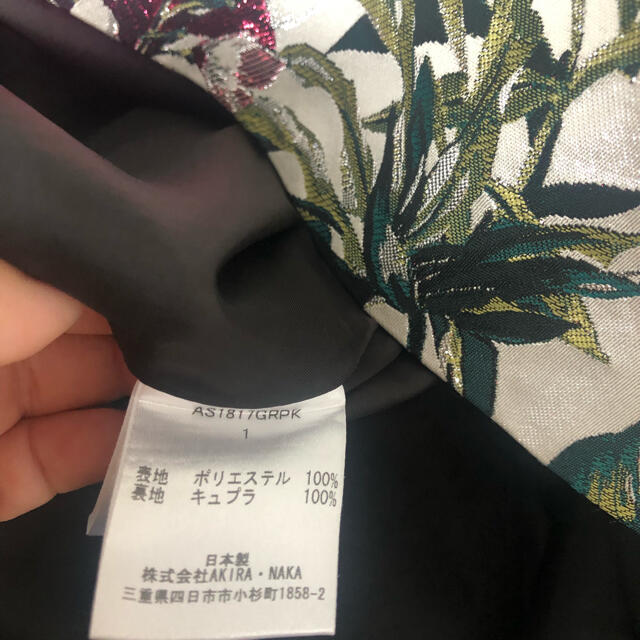 AS1817GRPK
1
表地 ポリエステル 100%
裏地 キュプラ 100%
日本製
株式会社AKIRA・NAKA
三重県四日市市小杉町1858-2